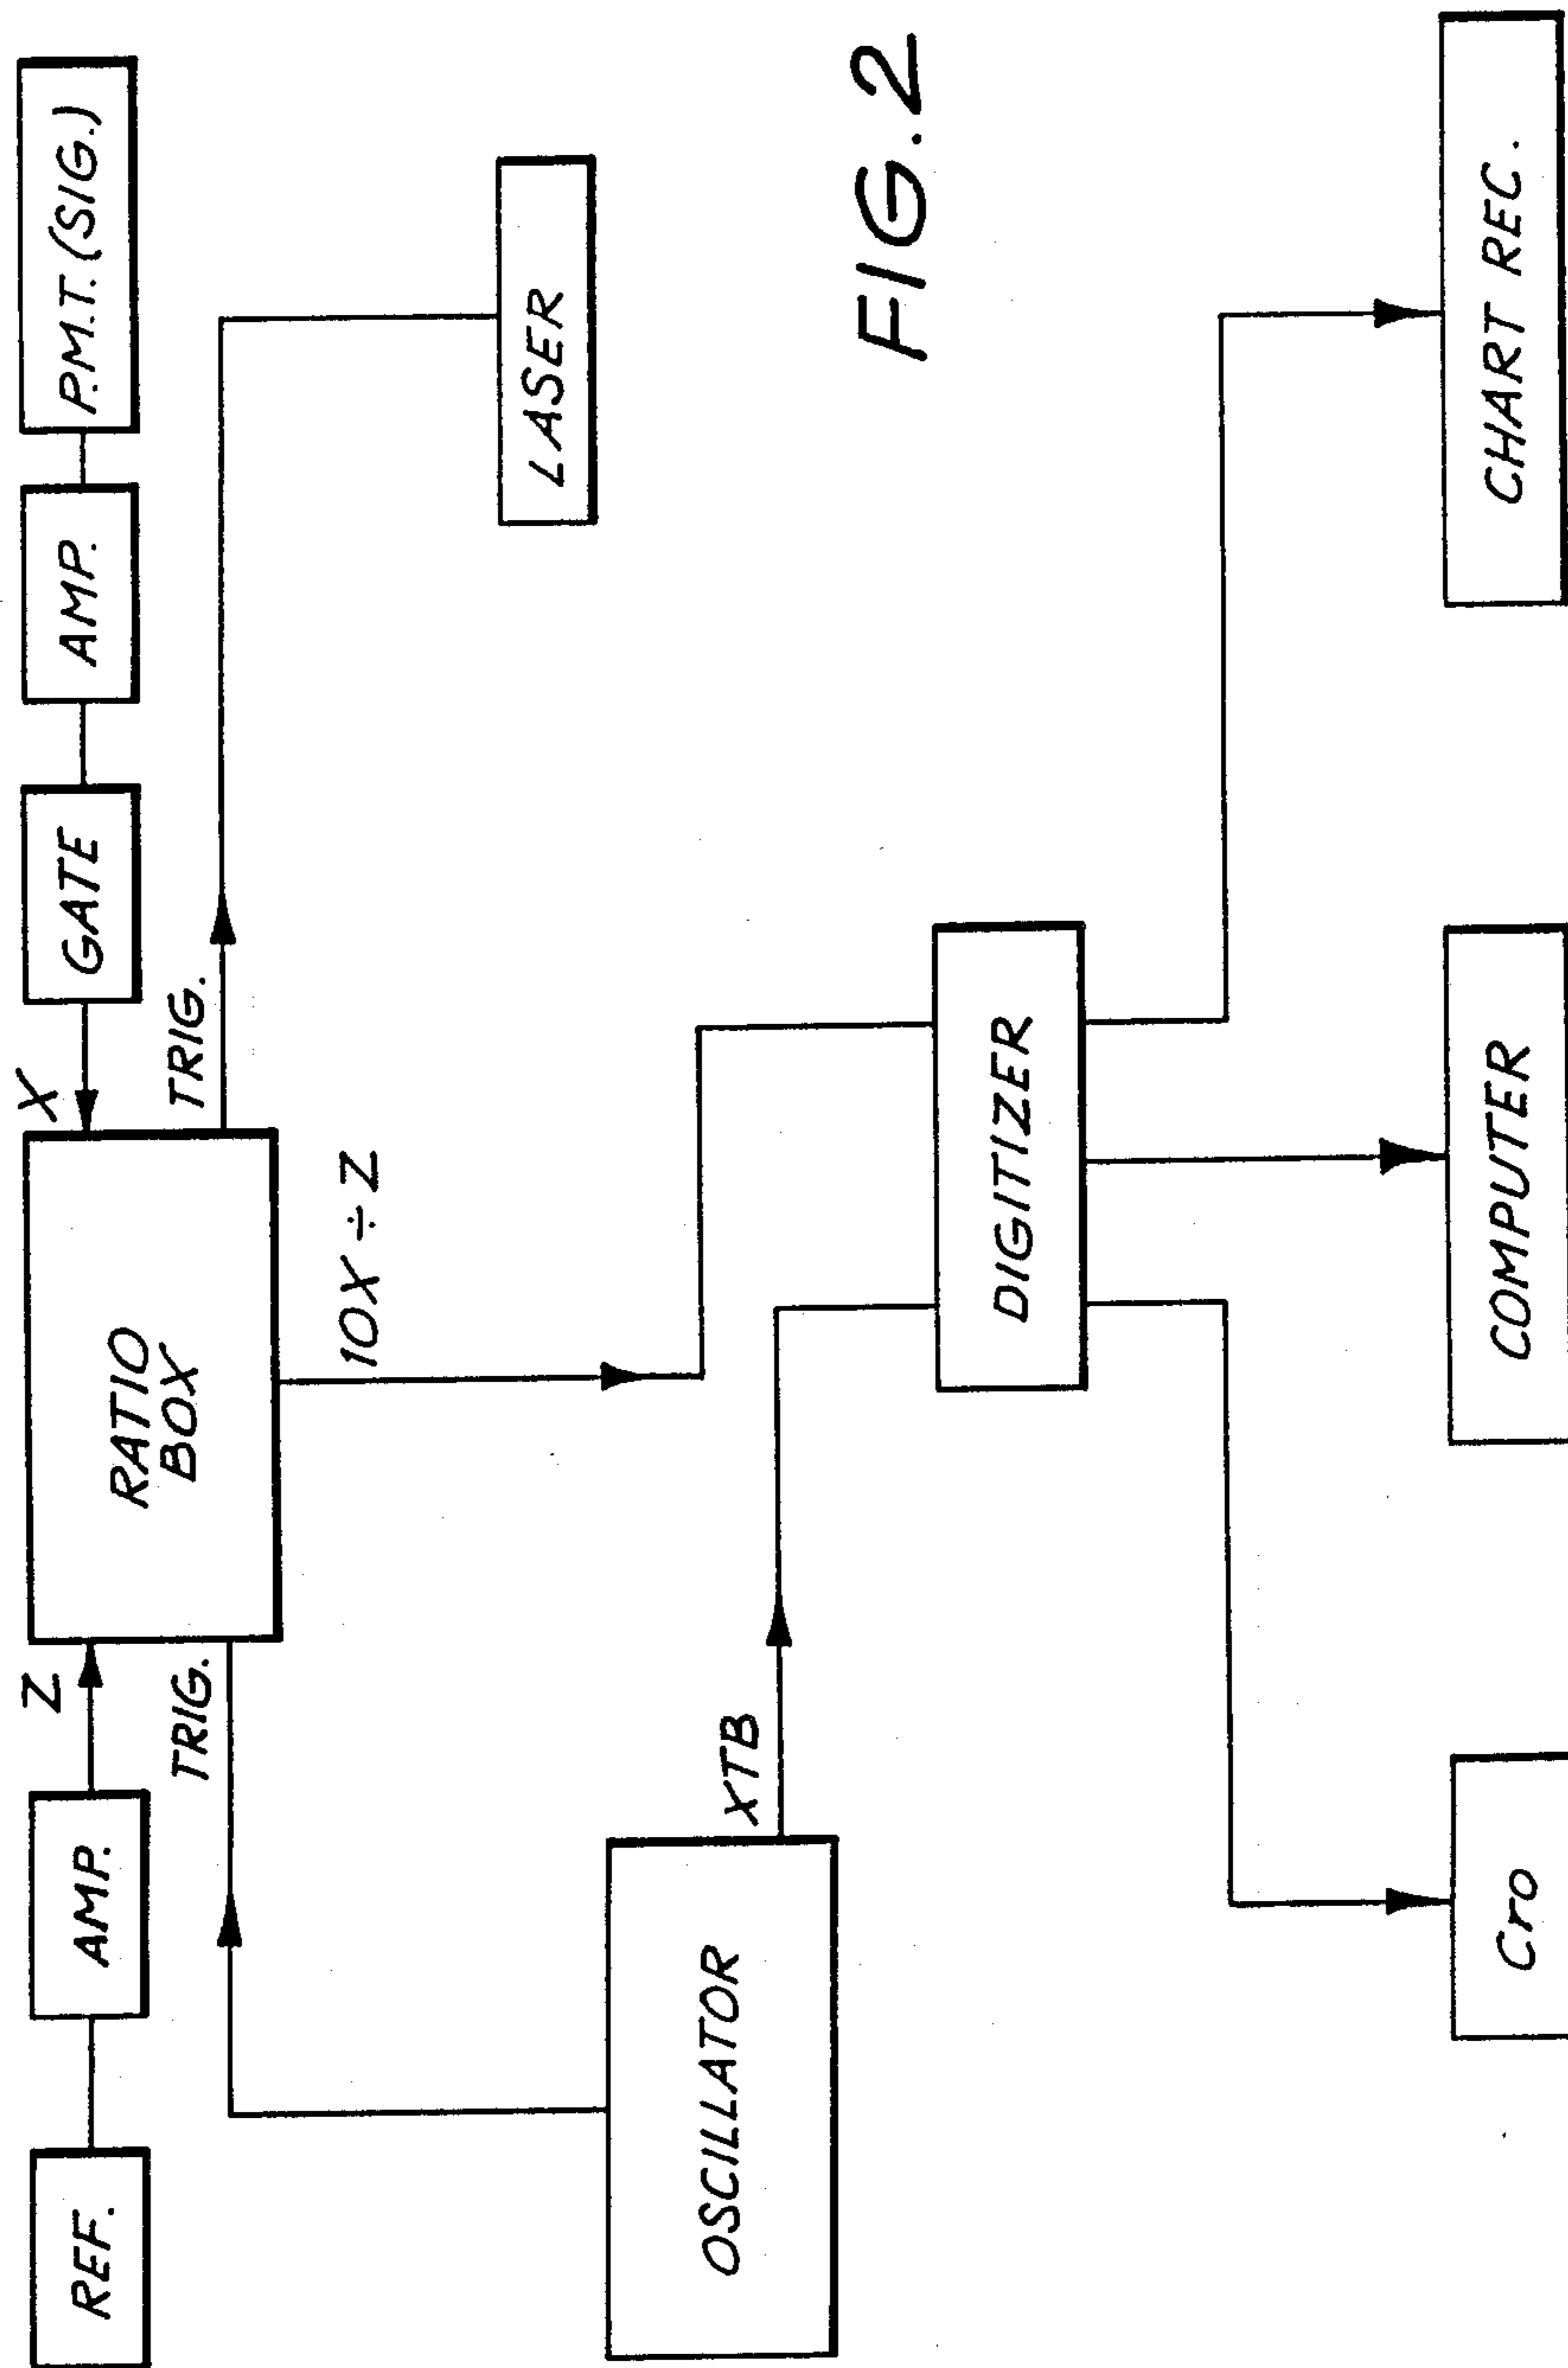 REF.
AMP.
Z
RATIO
BOX
X
GATE
AMP.
P.M.T. (SIG.)
TRIG.
TRIG.
10X ÷ Z
LASER
OSCILLATOR
XTB
DIGITIZER
FIG. 2
Cro
COMPUTER
CHART REC.